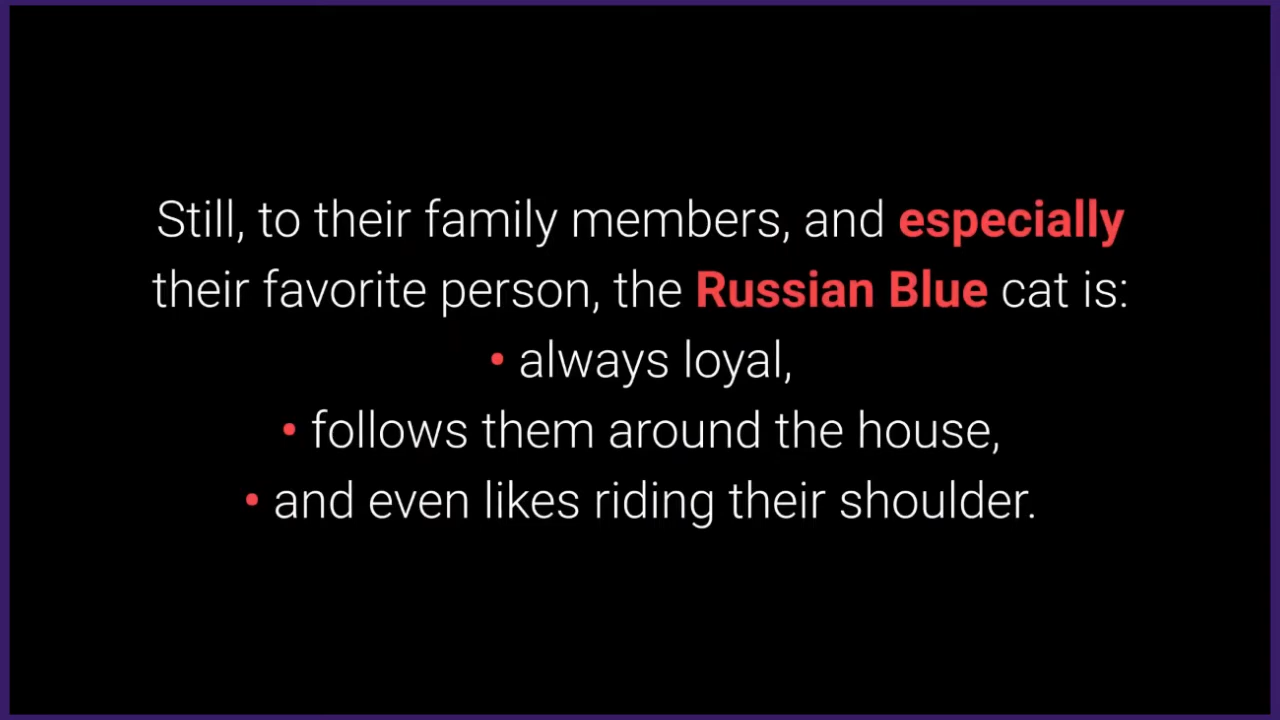 Still, to their family members, and especially
their favorite person, the Russian Blue cat is:
• always loyal,
• follows them around the house,
• and even likes riding their shoulder.